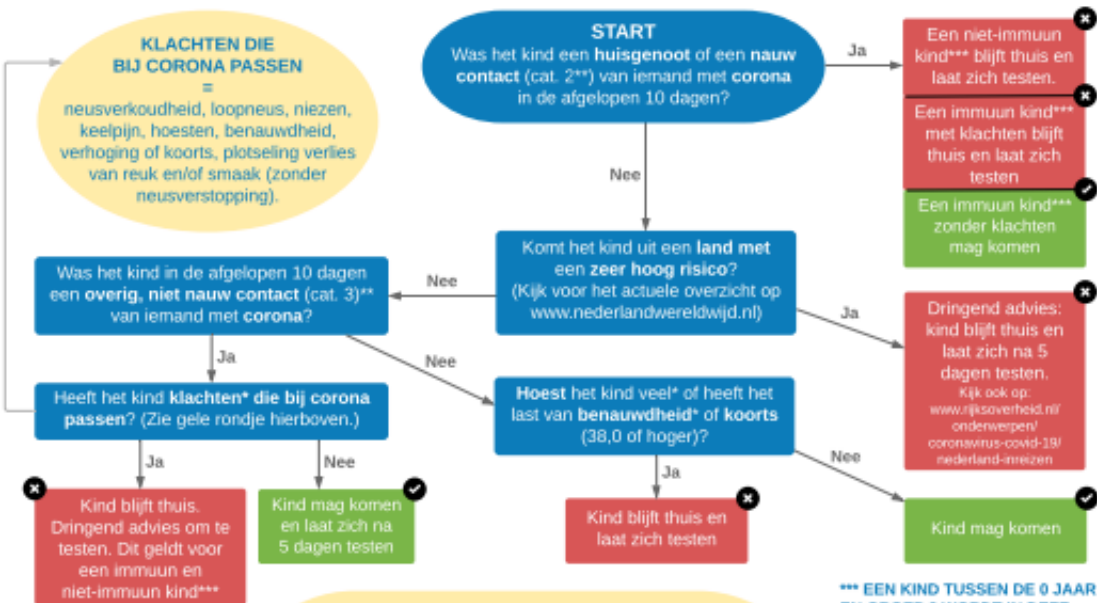 KLACHTEN DIE
BIJ CORONA PASSEN
=
neusverkoudheid, loopneus, niezen,
keelpijn, hoesten, benauwdheid,
verhoging of koorts, plotseling verlies
van reuk en/of smaak (zonder
neusverstopping).
START
Was het kind een huisgenoot of een nauw
contact (cat. 2**) van iemand met corona
in de afgelopen 10 dagen?
Ja
Een niet-immuun
kind*** blijft thuis en
laat zich testen.
Een immuun kind***
met klachten blijft
thuis en laat zich
testen
Een immuun kind***
zonder klachten
mag komen
Nee
Komt het kind uit een land met
een zeer hoog risico?
(Kijk voor het actuele overzicht op
www.nederlandwereldwijd.nl)
Ja
Dringend advies:
kind blijft thuis en
laat zich na 5
dagen testen.
Kijk ook op:
www.rijksoverheid.nl/
onderwerpen/
coronavirus-covid-19/
nederland-inreizen
Nee
Was het kind in de afgelopen 10 dagen
een overig, niet nauw contact (cat. 3)**
van iemand met corona?
Ja
Nee
Heeft het kind klachten* die bij corona
passen? (Zie gele rondje hierboven.)
Ja
Nee
Kind blijft thuis.
Dringend advies om te
testen. Dit geldt voor
een immuun en
niet-immuun kind***
Kind mag komen
en laat zich na
5 dagen testen
Hoest het kind veel* of heeft het
last van benauwdheid* of koorts
(38,0 of hoger)?
Ja
Nee
Kind blijft thuis en
laat zich testen
Kind mag komen
*** EEN KIND TUSSEN DE 0 JAAR